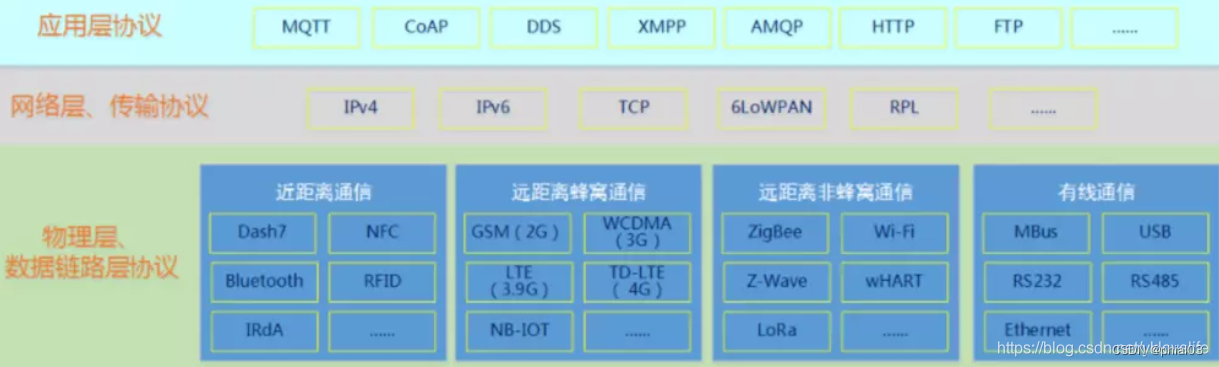 应用层协议
MQTT
CoAP
DDS
XMPP
AMQP
HTTP
FTP
......
网络层、传输协议
IPv4
IPv6
TCP
6LoWPAN
RPL
......
物理层、
数据链路层协议
近距离通信
Dash7
NFC
Bluetooth
RFID
IRdA
......
远距离蜂窝通信
GSM（2G）
WCDMA
（3G）
LTE
（3.9G）
TD-LTE
（ 4G）
NB-IOT
......
远距离非蜂窝通信
ZigBee
Wi-Fi
Z-Wave
wHART
LoRa
......
有线通信
MBus
USB
RS232
RS485
Ethernet
......
https://blog.csdn.net/